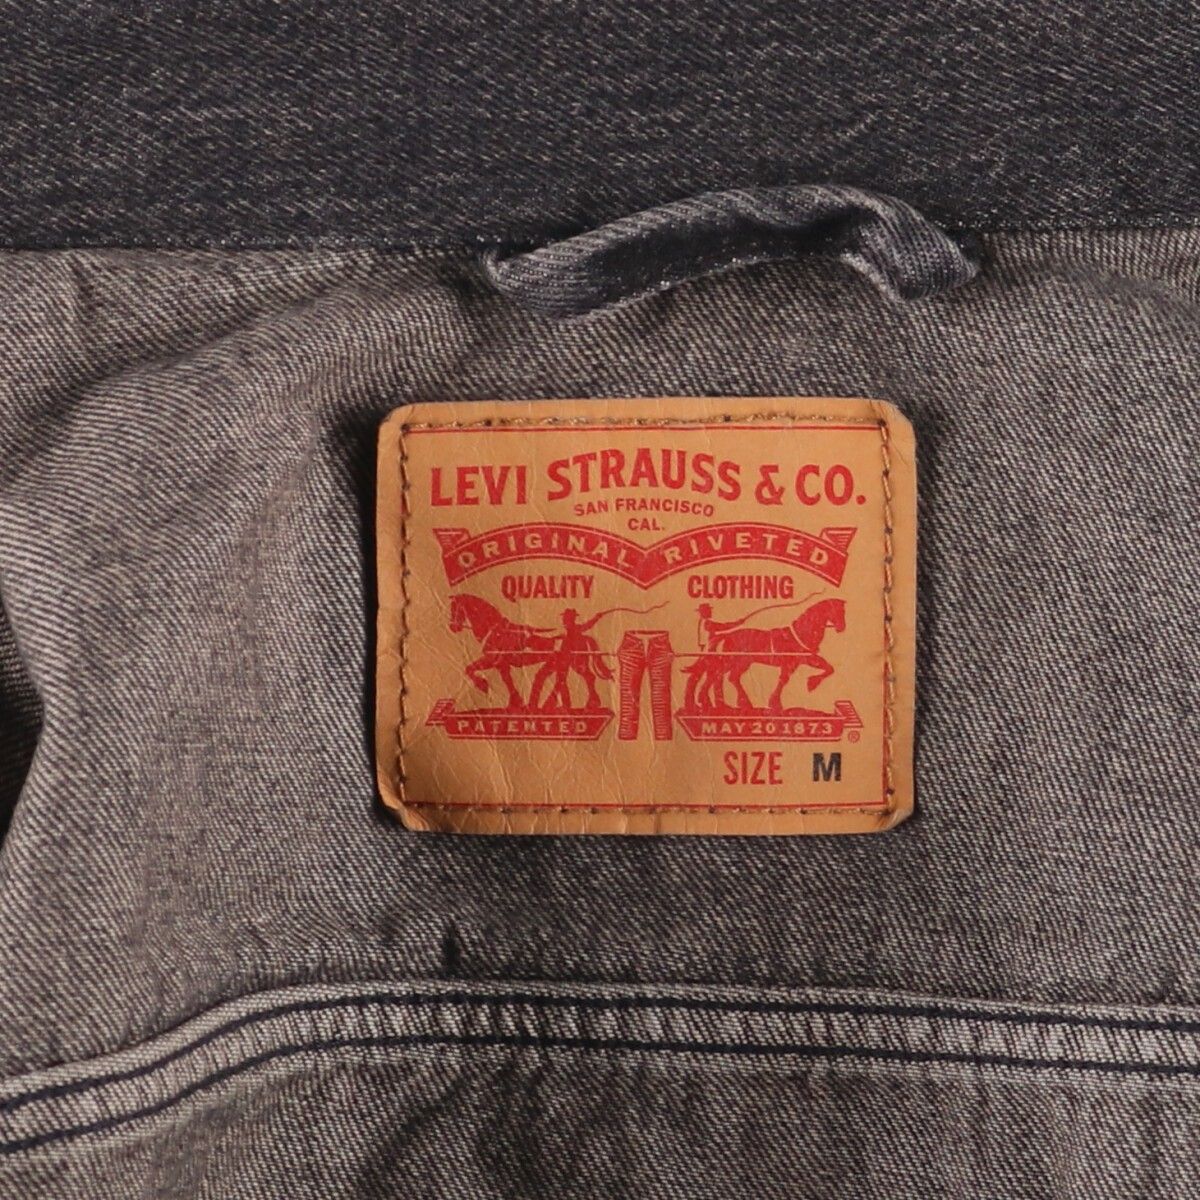 LEVI STRAUSS & CO.
SAN FRANCISCO
CAL.
ORIGINAL RIVETED
QUALITY CLOTHING
PATENTED MAY 20 1873 ®
SIZE M